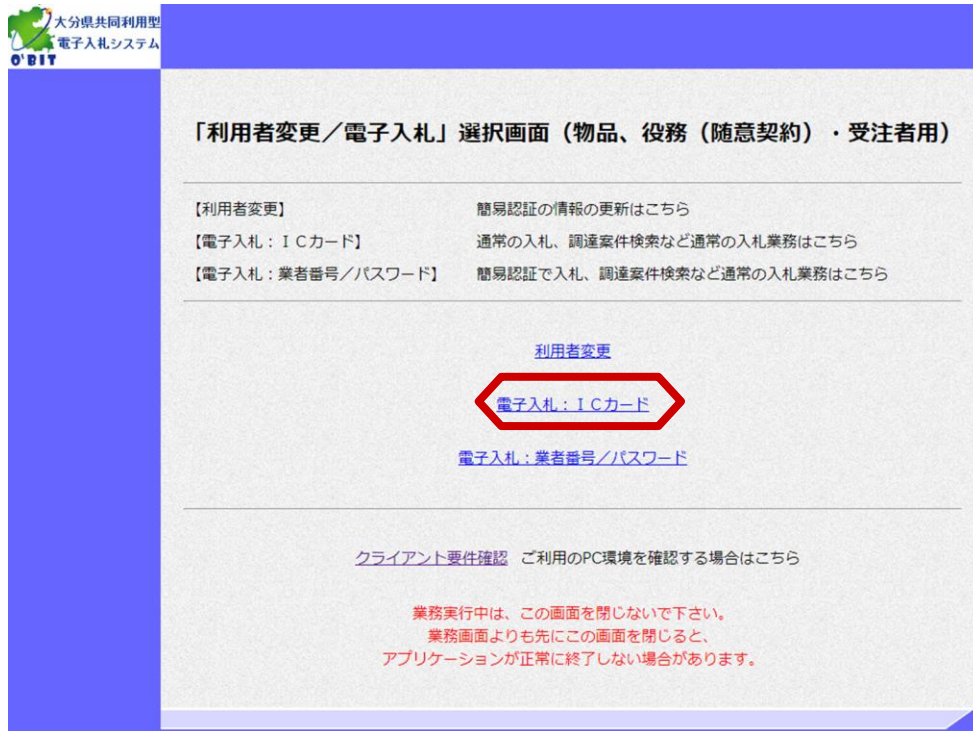 大分県共同利用型
電子入札システム
O'BIT
「利用者変更／電子入札」選択画面（物品、役務（随意契約）・受注者用）
【利用者変更】 簡易認証の情報の更新はこちら
【電子入札：ＩＣカード】 通常の入札、調達案件検索など通常の入札業務はこちら
【電子入札：業者番号／パスワード】 簡易認証で入札、調達案件検索など通常の入札業務はこちら
利用者変更
電子入札：ＩＣカード
電子入札：業者番号／パスワード
クライアント要件確認 ご利用のPC環境を確認する場合はこちら
業務実行中は、この画面を閉じないで下さい。
業務画面よりも先にこの画面を閉じると、
アプリケーションが正常に終了しない場合があります。